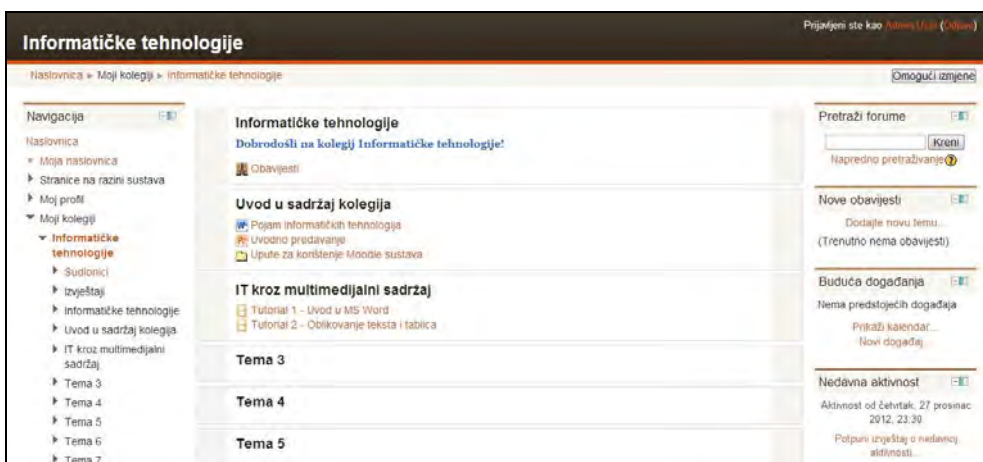 Prijavljeni ste kao Admin User (Odjava)
Informatičke tehnologije
Naslovnica ► Moji kolegiji ► Informatičke tehnologije
Omogući izmjene
Navigacija
Naslovnica
Moja naslovnica
Stranice na razini sustava
Moj profil
Moji kolegiji
Informatičke
tehnologije
Sudionici
Izvještaji
Informatičke tehnologije
Uvod u sadržaj kolegija
IT kroz multimedijalni
sadržaj
Tema 3
Tema 4
Tema 5
Tema 6
Tema 7
Informatičke tehnologije
Dobrodošli na kolegij Informatičke tehnologije!
Obavijesti
Uvod u sadržaj kolegija
Pojam informatičkih tehnologija
Uvodno predavanje
Upute za korištenje Moodle sustava
IT kroz multimedijalni sadržaj
Tutorial 1 - Uvod u MS Word
Tutorial 2 - Oblikovanje teksta i tablica
Tema 3
Tema 4
Tema 5
Pretraži forume
Kreni
Napredno pretraživanje
Nove obavijesti
Dodajte novu temu...
(Trenutno nema obavijesti)
Buduća događanja
Nema predstojećih događaja
Prikaži kalendar...
Novi događaj...
Nedavna aktivnost
Aktivnost od četvrtak, 27 prosinac
2012, 23:30
Potpuni izvještaj o nedavnoj
aktivnosti...